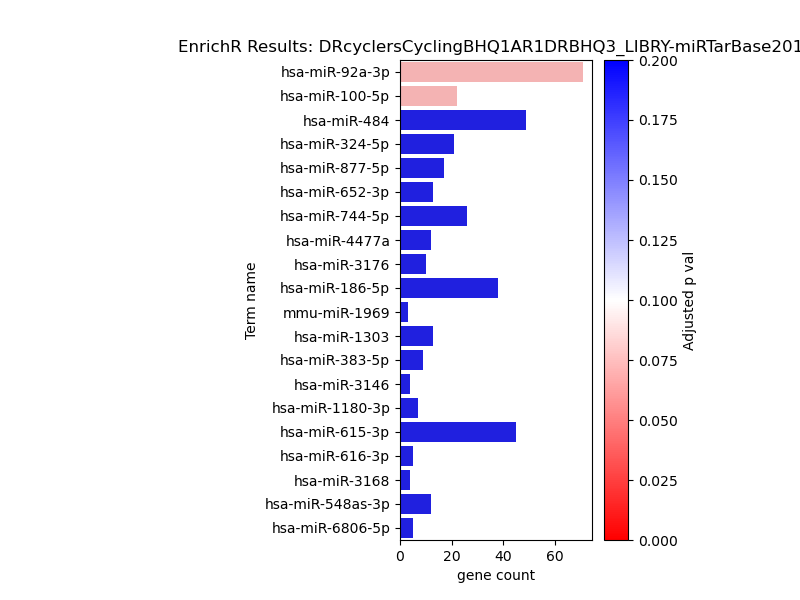 EnrichR Results: DRcyclersCyclingBHQ1AR1DRBHQ3_LIBRY-miRTarBase201
hsa-miR-92a-3p
hsa-miR-100-5p
hsa-miR-484
hsa-miR-324-5p
hsa-miR-877-5p
hsa-miR-652-3p
hsa-miR-744-5p
hsa-miR-4477a
hsa-miR-3176
hsa-miR-186-5p
mmu-miR-1969
hsa-miR-1303
hsa-miR-383-5p
hsa-miR-3146
hsa-miR-1180-3p
hsa-miR-615-3p
hsa-miR-616-3p
hsa-miR-3168
hsa-miR-548as-3p
hsa-miR-6806-5p
Term name
0 20 40 60
gene count
0.200
0.175
0.150
0.125
0.100
0.075
0.050
0.025
0.000
Adjusted p val